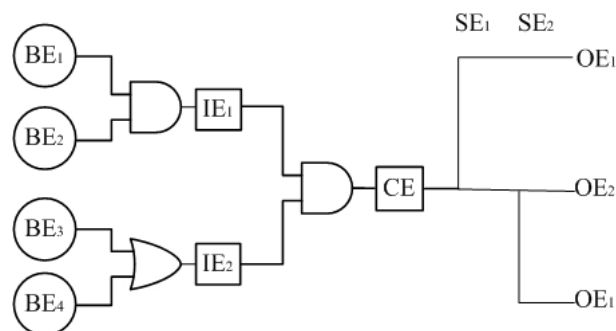 SE₁ SE₂
BE₁
OE₁
IE₁
BE₂
CE
OE₂
BE₃
IE₂
BE₄
OE₁